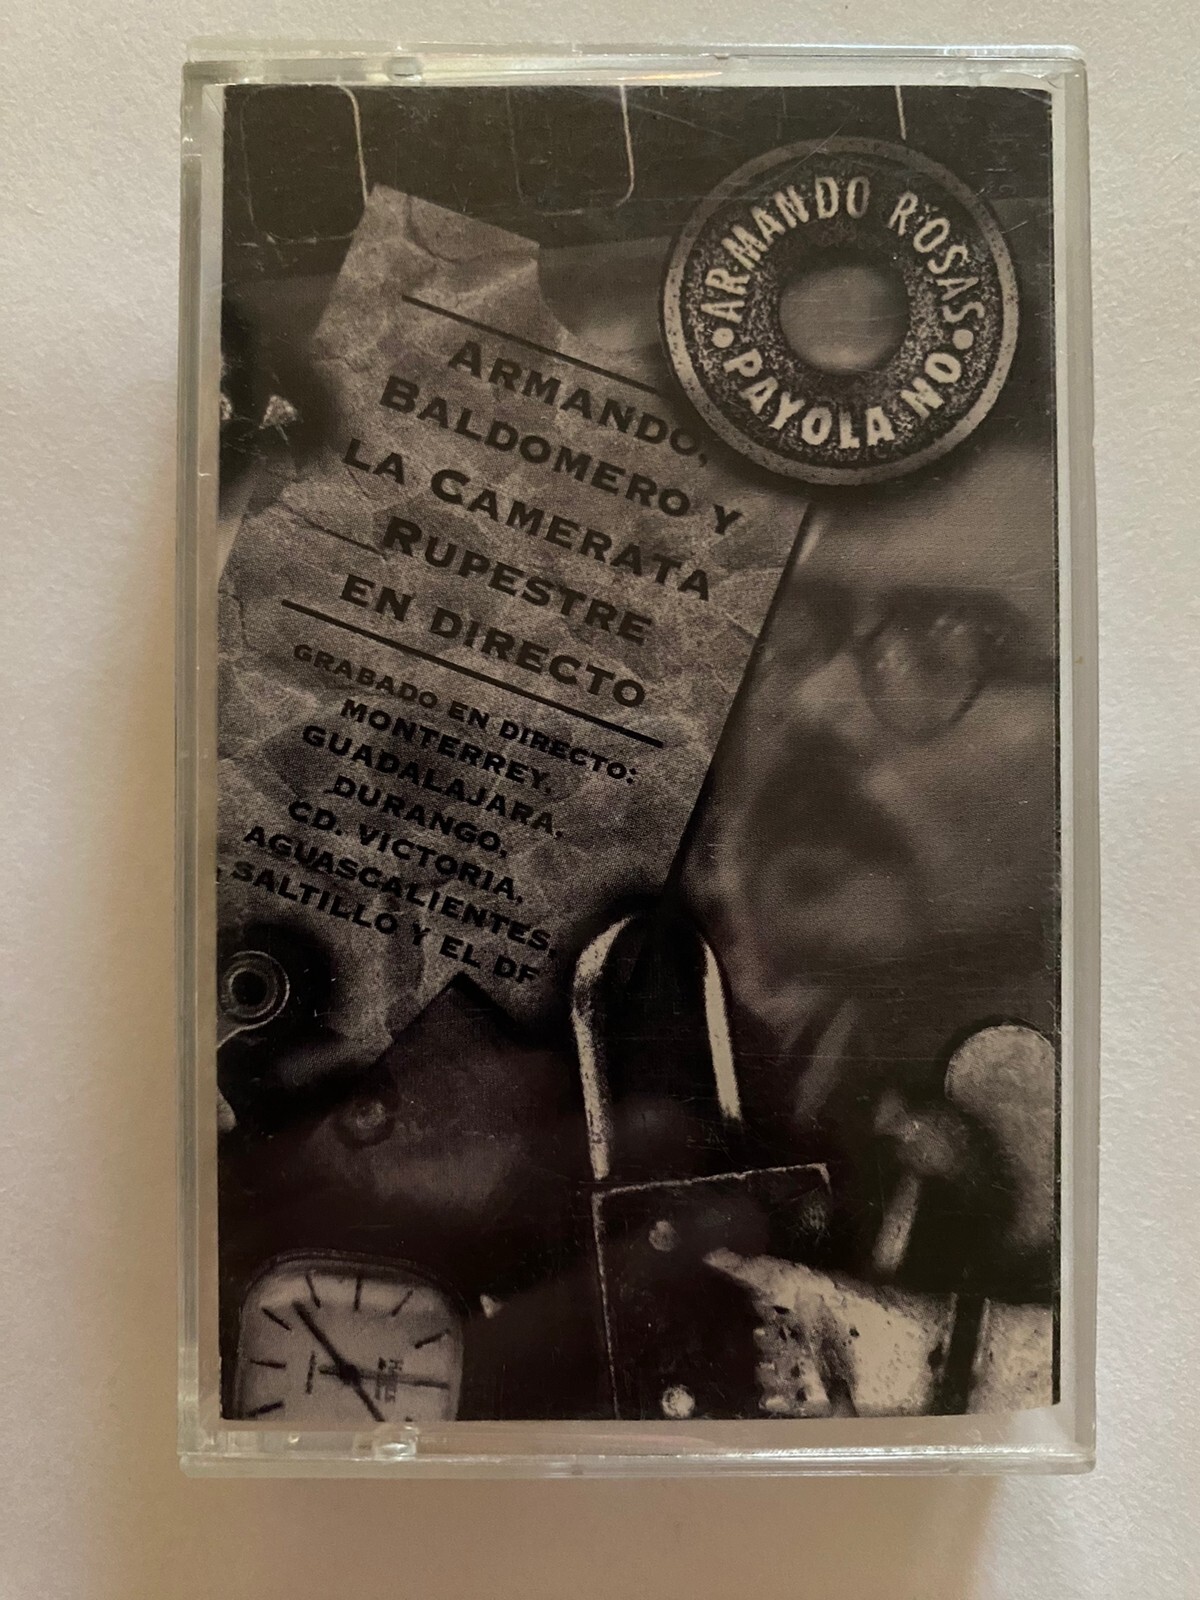 ARMANDO ROSAS
PAYOLA NO
ARMANDO,
BALDOMERO Y
LA CAMERATA
RUPESTRE
EN DIRECTO
GRABADO EN DIRECTO:
MONTERREY,
GUADALAJARA,
DURANGO,
CD. VICTORIA,
AGUASCALIENTES,
SALTILLO Y EL DF